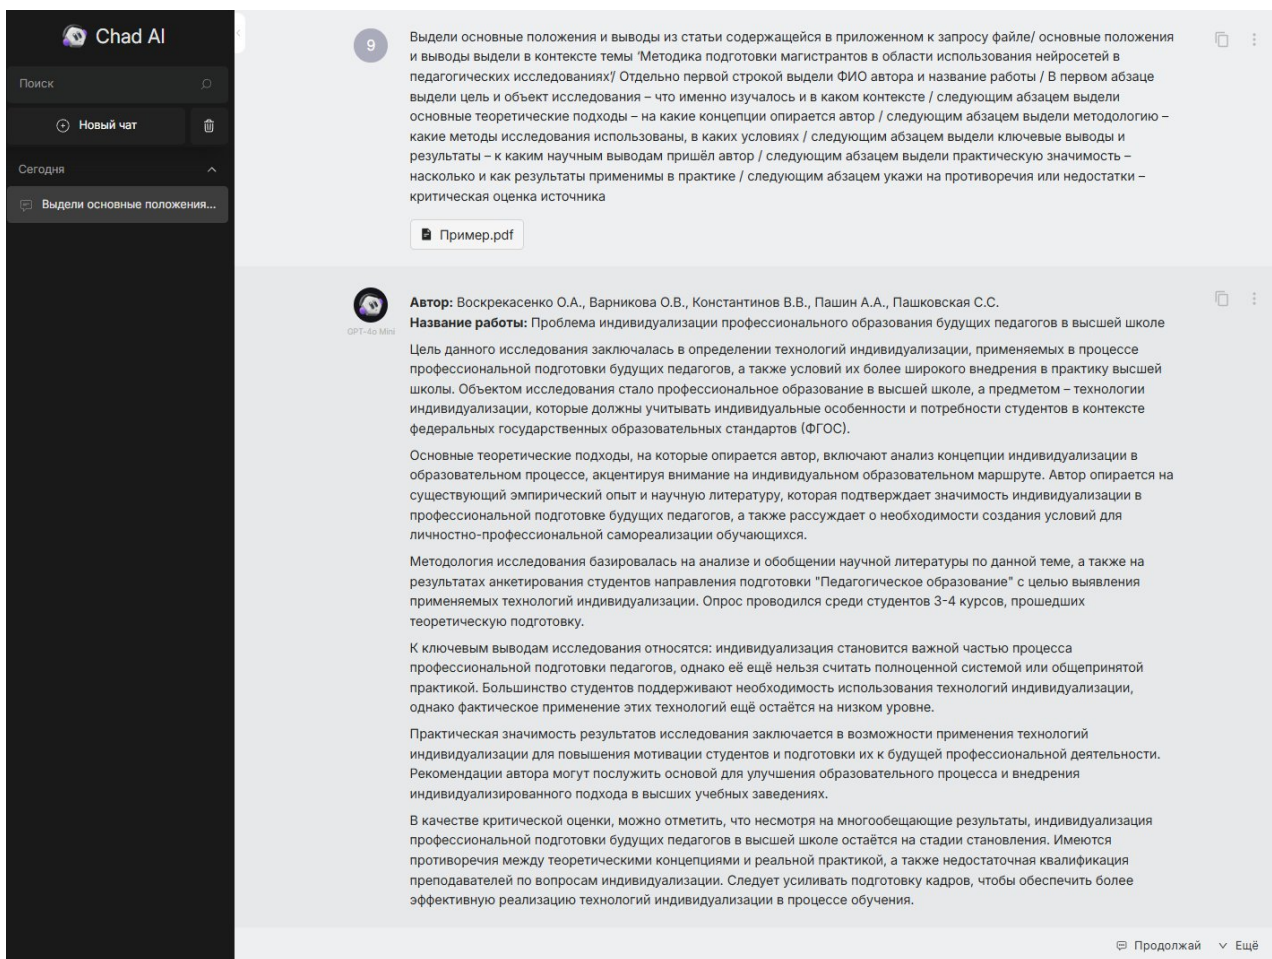 Chad AI
Поиск
Новый чат
Сегодня
Выдели основные положения...
9
Выдели основные положения и выводы из статьи содержащейся в приложенном к запросу файле/ основные положения
и выводы выдели в контексте темы 'Методика подготовки магистрантов в области использования нейросетей в
педагогических исследованиях'/ Отдельно первой строкой выдели ФИО автора и название работы / В первом абзаце
выдели цель и объект исследования – что именно изучалось и в каком контексте / следующим абзацем выдели
основные теоретические подходы – на какие концепции опирается автор / следующим абзацем выдели методологию –
какие методы исследования использованы, в каких условиях / следующим абзацем выдели ключевые выводы и
результаты – к каким научным выводам пришёл автор / следующим абзацем выдели практическую значимость –
насколько и как результаты применимы в практике / следующим абзацем укажи на противоречия или недостатки –
критическая оценка источника
Пример.pdf
GPT-4o Mini
Автор: Воскрекасенко О.А., Варникова О.В., Константинов В.В., Пашин А.А., Пашковская С.С.
Название работы: Проблема индивидуализации профессионального образования будущих педагогов в высшей школе
Цель данного исследования заключалась в определении технологий индивидуализации, применяемых в процессе
профессиональной подготовки будущих педагогов, а также условий их более широкого внедрения в практику высшей
школы. Объектом исследования стало профессиональное образование в высшей школе, а предметом – технологии
индивидуализации, которые должны учитывать индивидуальные особенности и потребности студентов в контексте
федеральных государственных образовательных стандартов (ФГОС).
Основные теоретические подходы, на которые опирается автор, включают анализ концепции индивидуализации в
образовательном процессе, акцентируя внимание на индивидуальном образовательном маршруте. Автор опирается на
существующий эмпирический опыт и научную литературу, которая подтверждает значимость индивидуализации в
профессиональной подготовке будущих педагогов, а также рассуждает о необходимости создания условий для
личностно-профессиональной самореализации обучающихся.
Методология исследования базировалась на анализе и обобщении научной литературы по данной теме, а также на
результатах анкетирования студентов направления подготовки "Педагогическое образование" с целью выявления
применяемых технологий индивидуализации. Опрос проводился среди студентов 3-4 курсов, прошедших
теоретическую подготовку.
К ключевым выводам исследования относятся: индивидуализация становится важной частью процесса
профессиональной подготовки педагогов, однако её ещё нельзя считать полноценной системой или общепринятой
практикой. Большинство студентов поддерживают необходимость использования технологий индивидуализации,
однако фактическое применение этих технологий ещё остаётся на низком уровне.
Практическая значимость результатов исследования заключается в возможности применения технологий
индивидуализации для повышения мотивации студентов и подготовки их к будущей профессиональной деятельности.
Рекомендации автора могут послужить основой для улучшения образовательного процесса и внедрения
индивидуализированного подхода в высших учебных заведениях.
В качестве критической оценки, можно отметить, что несмотря на многообещающие результаты, индивидуализация
профессиональной подготовки будущих педагогов в высшей школе остаётся на стадии становления. Имеются
противоречия между теоретическими концепциями и реальной практикой, а также недостаточная квалификация
преподавателей по вопросам индивидуализации. Следует усиливать подготовку кадров, чтобы обеспечить более
эффективную реализацию технологий индивидуализации в процессе обучения.
Продолжай
Ещё